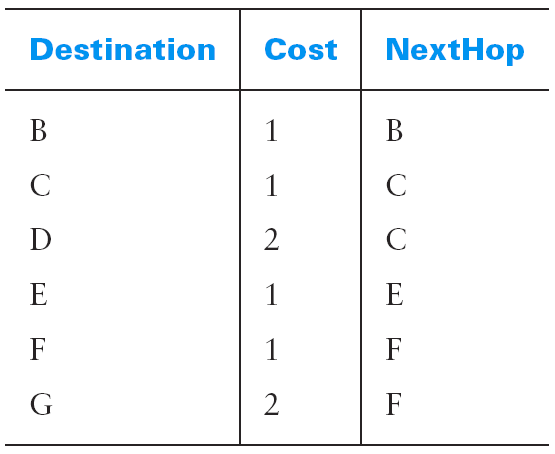 Destination Cost NextHop
B 1 B
C 1 C
D 2 C
E 1 E
F 1 F
G 2 F